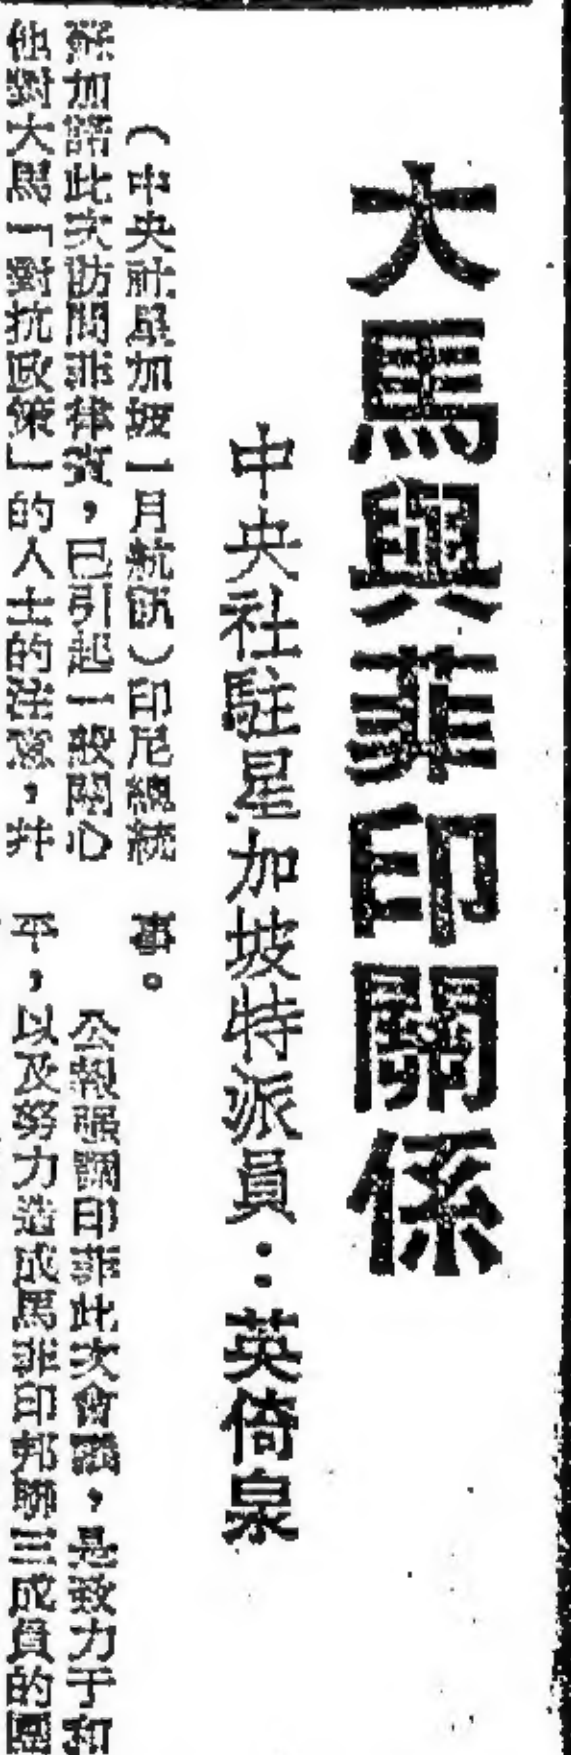 大馬與菲印關係
中央社駐星加坡特派員：英倚泉
（中央社星加坡一月航訊）印尼總統
蘇加諾此次訪問菲律賓，已引起一般關心
他對大馬「對抗政策」的人士的注意，并
事。
公報强調印菲此次會議，是致力于和
平，以及努力造成馬菲印邦聯三成員的團